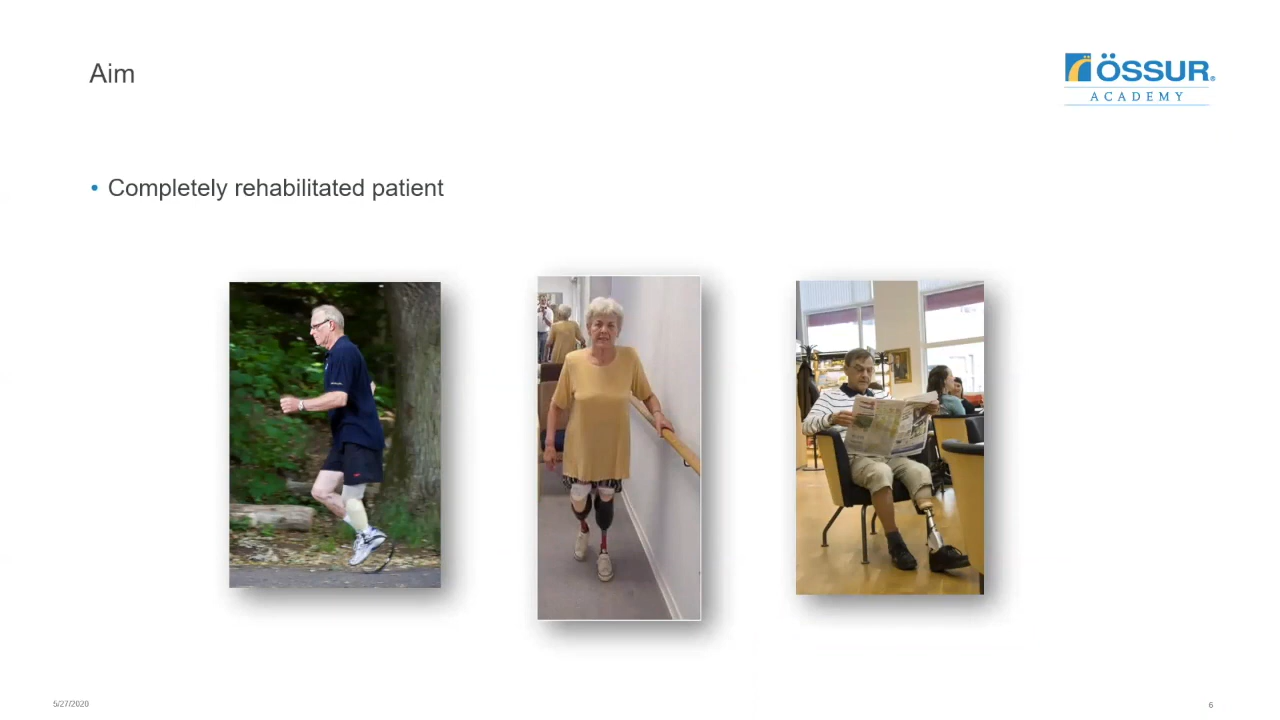 Aim
ÖSSUR®
ACADEMY
• Completely rehabilitated patient
5/27/2020
6